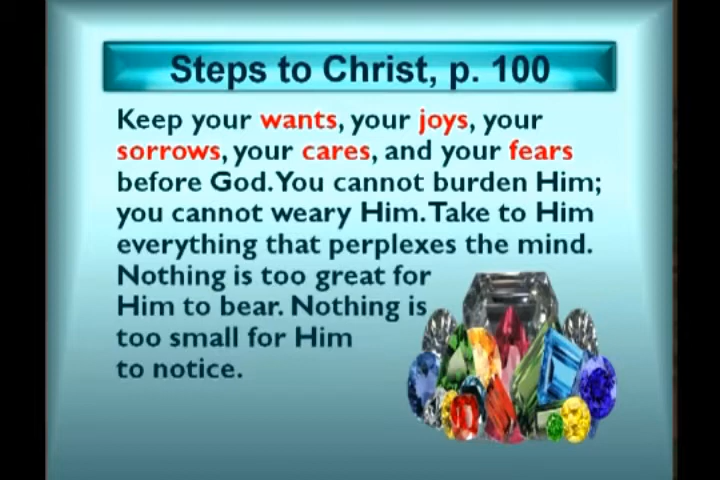 Steps to Christ, p. 100
Keep your wants, your joys, your
sorrows, your cares, and your fears
before God. You cannot burden Him;
you cannot weary Him. Take to Him
everything that perplexes the mind.
Nothing is too great for
Him to bear. Nothing is
too small for Him
to notice.